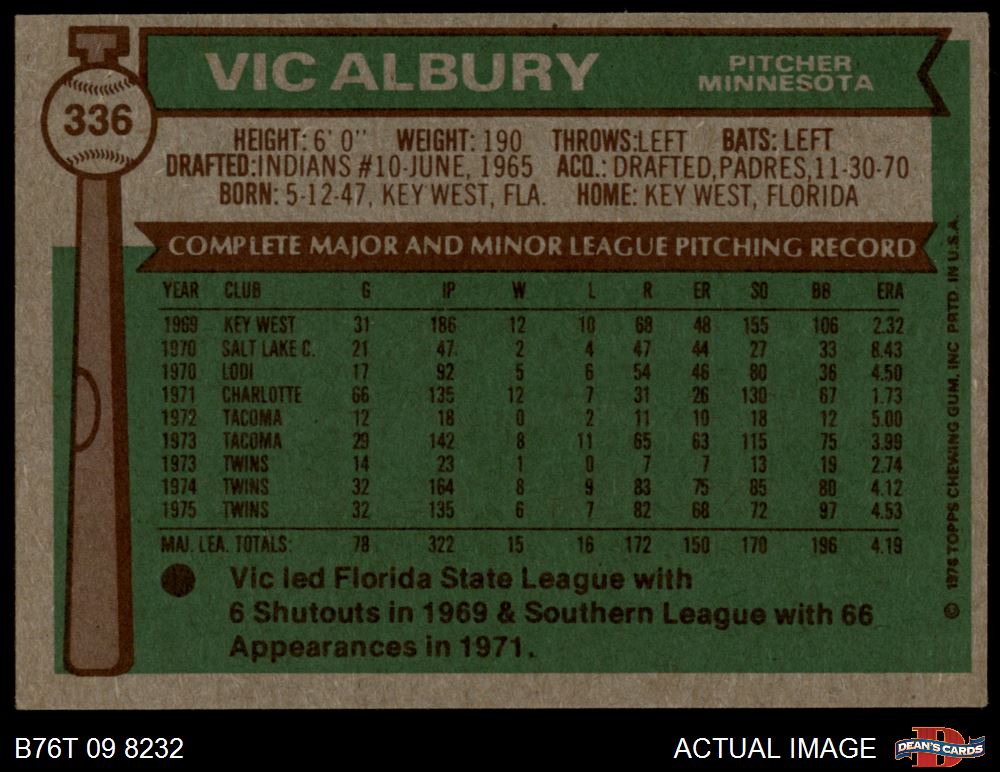 VIC ALBURY
PITCHER
MINNESOTA
336
HEIGHT: 6' 0" WEIGHT: 190 THROWS: LEFT BATS: LEFT
DRAFTED: INDIANS #10-JUNE, 1965 ACQ.: DRAFTED, PADRES, 11-30-70
BORN: 5-12-47, KEY WEST, FLA. HOME: KEY WEST, FLORIDA
COMPLETE MAJOR AND MINOR LEAGUE PITCHING RECORD
YEAR CLUB G IP W L R ER SO BB ERA
1969 KEY WEST 31 186 12 10 68 48 155 106 2.32
1970 SALT LAKE C. 21 47 2 4 47 44 27 33 8.43
1970 LODI 17 92 5 6 54 46 80 36 4.50
1971 CHARLOTTE 66 135 12 7 31 26 130 67 1.73
1972 TACOMA 12 18 0 2 11 10 18 12 5.00
1973 TACOMA 29 142 8 11 65 63 115 75 3.99
1973 TWINS 14 23 1 0 7 7 13 19 2.74
1974 TWINS 32 164 8 9 83 75 85 80 4.12
1975 TWINS 32 135 6 7 82 68 72 97 4.53
MAJ. LEA. TOTALS: 78 322 15 16 172 150 170 196 4.19
Vic led Florida State League with
6 Shutouts in 1969 & Southern League with 66
Appearances in 1971.
© 1976 TOPPS CHEWING GUM, INC PRTD. IN U.S.A.
B76T 09 8232
ACTUAL IMAGE
D
DEAN'S CARDS